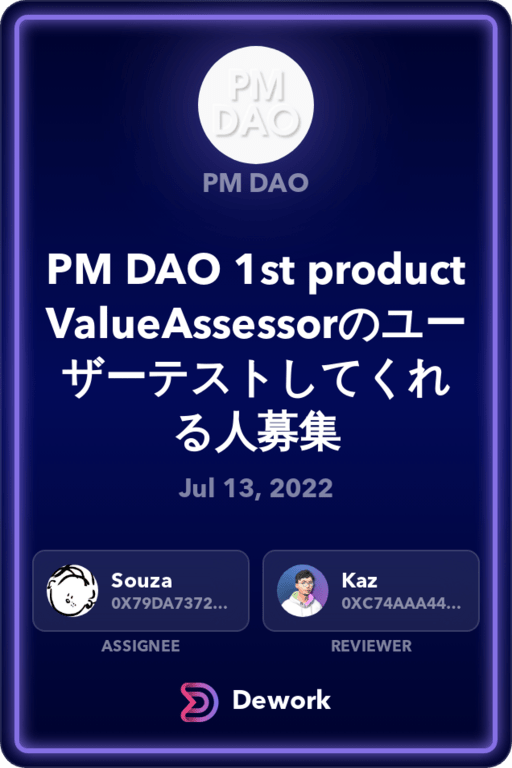 PM
DAO
PM DAO
PM DAO 1st product
ValueAssessorのユー
ザーテストしてくれ
る人募集
Jul 13, 2022
Souza
0X79DA7372...
Kaz
0XC74AAA44...
ASSIGNEE
REVIEWER
Dework